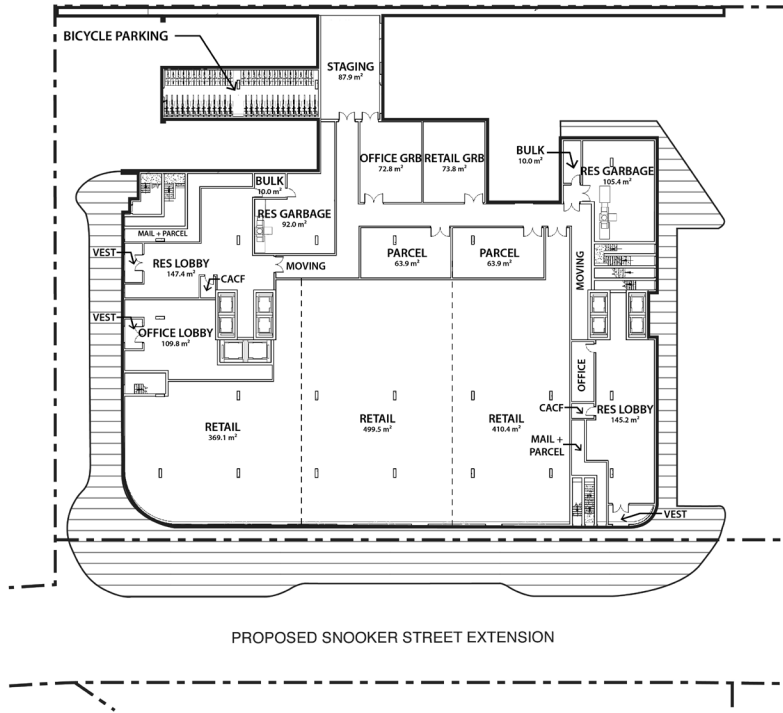 BICYCLE PARKING
STAGING
87.9 m²
OFFICE GRB
72.8 m²
RETAIL GRB
73.8 m²
BULK
10.0 m²
RES GARBAGE
105.4 m²
BULK
10.0 m²
RES GARBAGE
92.0 m²
MAIL + PARCEL
VEST
RES LOBBY
147.4 m²
CACF
MOVING
PARCEL
63.9 m²
PARCEL
63.9 m²
MOVING
VEST
OFFICE LOBBY
109.8 m²
OFFICE
RETAIL
369.1 m²
RETAIL
499.5 m²
RETAIL
410.4 m²
CACF
RES LOBBY
145.2 m²
MAIL +
PARCEL
VEST
PROPOSED SNOOKER STREET EXTENSION